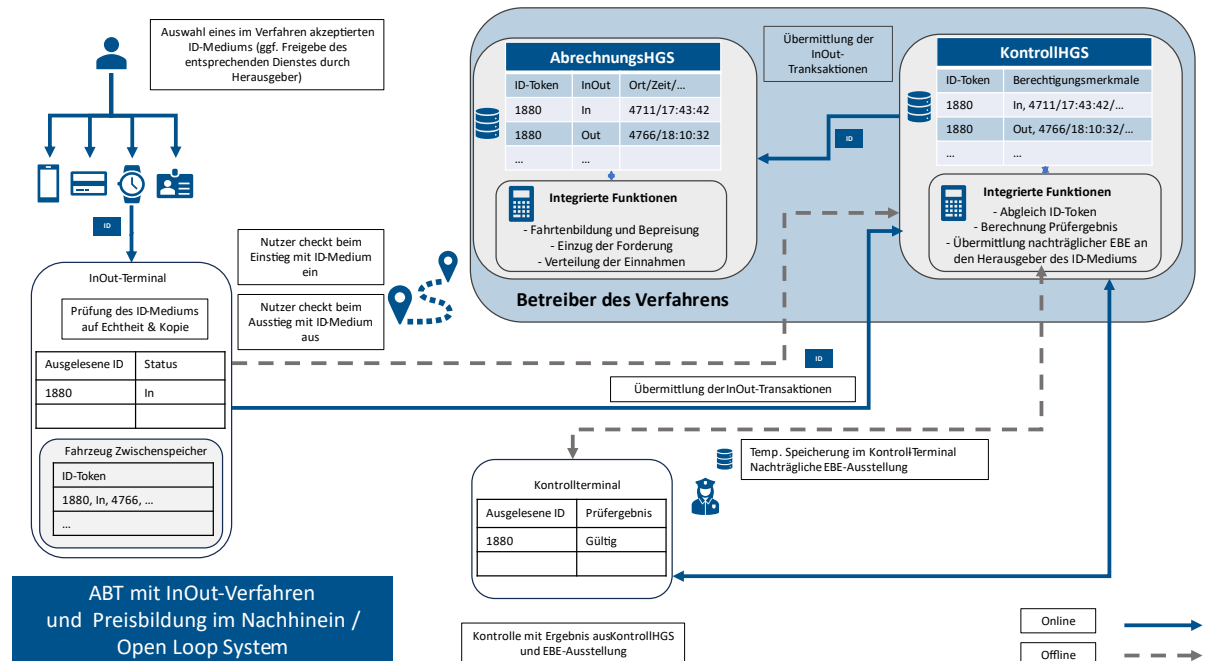 Auswahl eines im Verfahren akzeptierten
ID-Mediums (ggf. Freigebe des
entsprechenden Dienstes durch
Herausgeber)
ID
InOut-Terminal
Prüfung des ID-Mediums
auf Echtheit & Kopie
Ausgelesene ID Status
1880 In
Fahrzeug Zwischenspeicher
ID-Token
1880, In, 4766, ...
...
Nutzer checkt beim
Einstieg mit ID-Medium
ein
Nutzer checkt beim
Ausstieg mit ID-Medium
aus
AbrechnungsHGS
ID-Token InOut Ort/Zeit/...
1880 In 4711/17:43:42
1880 Out 4766/18:10:32
... ...
Integrierte Funktionen
- Fahrtenbildung und Bepreisung
- Einzug der Forderung
- Verteilung der Einnahmen
Betreiber des Verfahrens
Übermittlung der
InOut-
Tranksaktionen
ID
KontrollHGS
ID-Token Berechtigungsmerkmale
1880 In, 4711/17:43:42/...
1880 Out, 4766/18:10:32/...
... ...
Integrierte Funktionen
- Abgleich ID-Token
- Berechnung Prüfergebnis
- Übermittlung nachträglicher EBE an
den Herausgeber des ID-Mediums
ID
Übermittlung der InOut-Transaktionen
Temp. Speicherung im Kontroll-Terminal
Nachträgliche EBE-Ausstellung
Kontrollterminal
Ausgelesene ID Prüfergebnis
1880 Gültig
Kontrolle mit Ergebnis aus KontrollHGS
und EBE-Ausstellung
ABT mit InOut-Verfahren
und Preisbildung im Nachhinein /
Open Loop System
Online
Offline